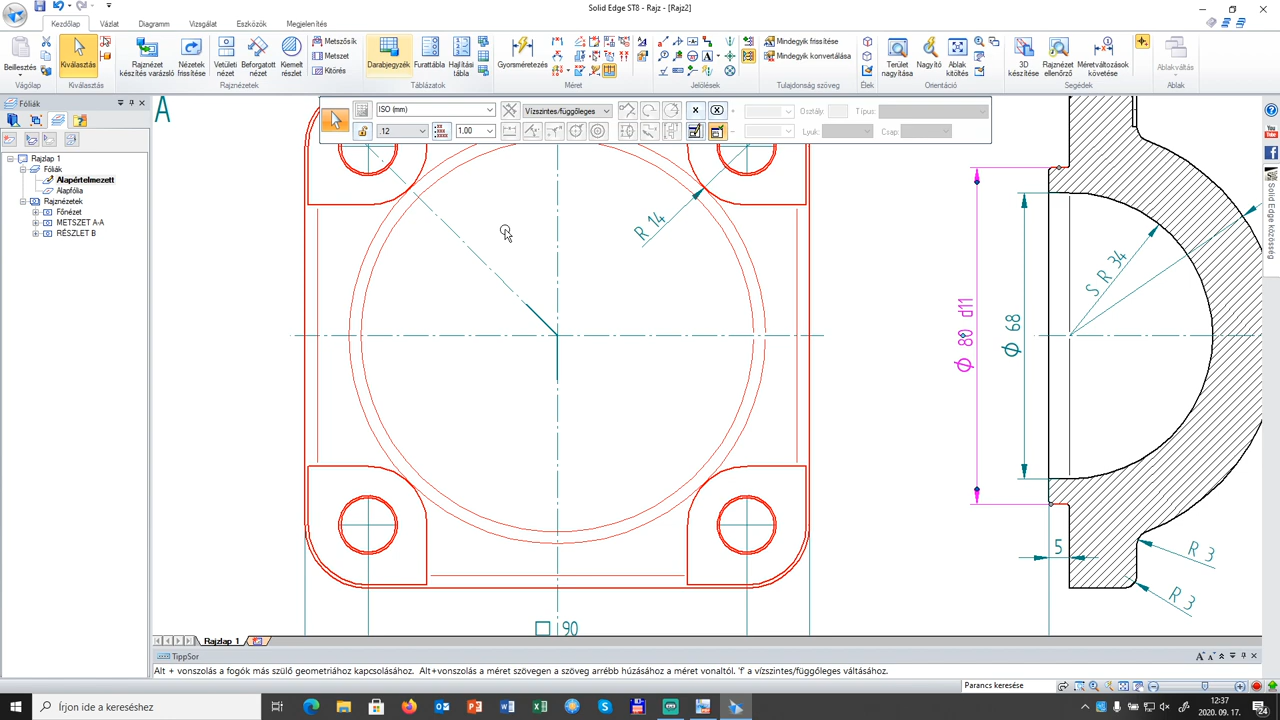 Solid Edge ST8 - Rajz - [Rajz2]
Kezdőlap Vázlat Diagramm Vizsgálat Eszközök Megjelenítés
Beillesztés
Vágólap
Kiválasztás
Kiválasztás
Rajznézet készítés varázsló
Nézetek frissítése
Vetületi nézet
Beforgatott nézet
Kiemelt részlet
Metszősík
Metszet
Kitörés
Rajznézetek
Darabjegyzék
Furattábla
Hajlítási tábla
Táblázatok
Gyorsméretezés
Méret
Jelölések
Mindegyik frissítése
Mindegyik konvertálása
Tulajdonság szöveg
Élek
Terület nagyítása
Nagyító
Ablak kitöltés
Orientáció
3D készítése
Rajznézet ellenőrző
Méretváltozások követése
Segéd
Ablakváltás
Ablak
Fóliák
Rajzlap 1
Fóliák
Alapértelmezett
Alapfólia
Rajznézetek
Főnézet
METSZET A-A
RÉSZLET B
ISO (mm)
Vízszintes/függőleges
Osztály:
Típus:
.12
1.00
Lyuk:
Csap:
A
R 14
φ 80 d11
φ 68
S R 34
5
R 3
R 3
90
You Tube
Solid Edge közösség
Rajzlap 1
TippSor
Alt + vonszolás a fogók más szülő geometriához kapcsolásához. Alt+vonszolás a méret szövegen a szöveg arrébb húzásához a méret vonaltól. 'f' a vízszintes/függőleges váltásához.
Parancs keresése
Írjon ide a kereséshez
12:37
2020. 09. 17.
24